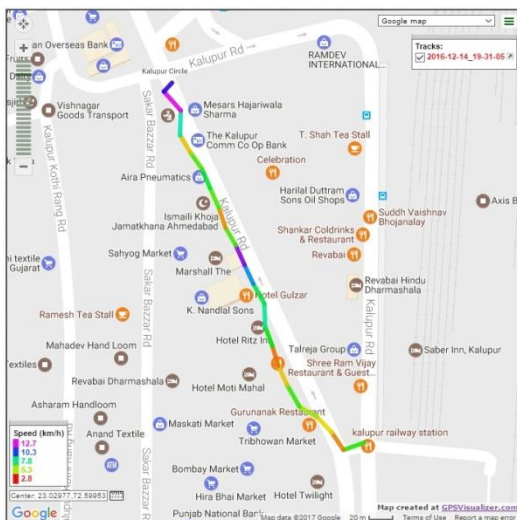 Google map
Tracks:
2016-12-14_19-31-05
an Overseas Bank
Kalupur Rd
RAMDEV
INTERNATIONAL...
Fruits
Kalupur Circle
Vishnagar
Goods Transport
Sakar Bazzar Rd
Mesars Hajariwala
Sharma
The Kalupur
Comm Co Op Bank
T. Shah Tea Stall
Celebration
Kalupur Kothi Rang Rd
Aira Pneumatics
Harilal Duttram
Sons Oil Shops
Axis B
Ismaili Khoja
Jamatkhana Ahmedabad
Kalupur Rd
Suddh Vaishnav
Bhojanalay
Shankar Coldrinks
& Restaurant
Sahyog Market
Revabai
hi textile
Gujarat
Marshall The
Revabai Hindu
Dharmashala
Hotel Gulzar
K. Nandlal Sons
Ramesh Tea Stall
Sakar Bazzar Rd
Kalupur Rd
Hotel Ritz Inn
Mahadev Hand Loom
Talreja Group
Saber Inn, Kalupur
Textiles
Shree Ram Vijay
Restaurant & Guest...
Revabai Dharmashala
Hotel Moti Mahal
Asharam Handloom
Gurunanak Restaurant
Maskati Market
Tribhowan Market
kalupur railway station
Anand Textile
Speed (km/h)
12.7
10.3
7.8
5.3
2.8
ATM
Bombay Market
Hotel Twilight
Hira Bhai Market
Center: 23.02977,72.59953
Punjab National Ban
Map created at GPSVisualizer.com
Google
Map data ©2017 Google
20 m
Terms of Use
Report a map error